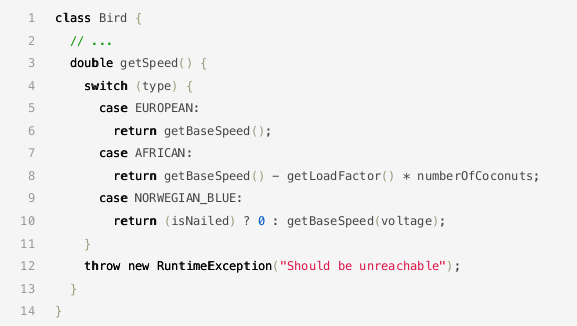 1 class Bird {
2   // ...
3   double getSpeed() {
4     switch (type) {
5       case EUROPEAN:
6         return getBaseSpeed();
7       case AFRICAN:
8         return getBaseSpeed() - getLoadFactor() * numberOfCoconuts;
9       case NORWEGIAN_BLUE:
10         return (isNailed) ? 0 : getBaseSpeed(voltage);
11     }
12     throw new RuntimeException("Should be unreachable");
13   }
14 }